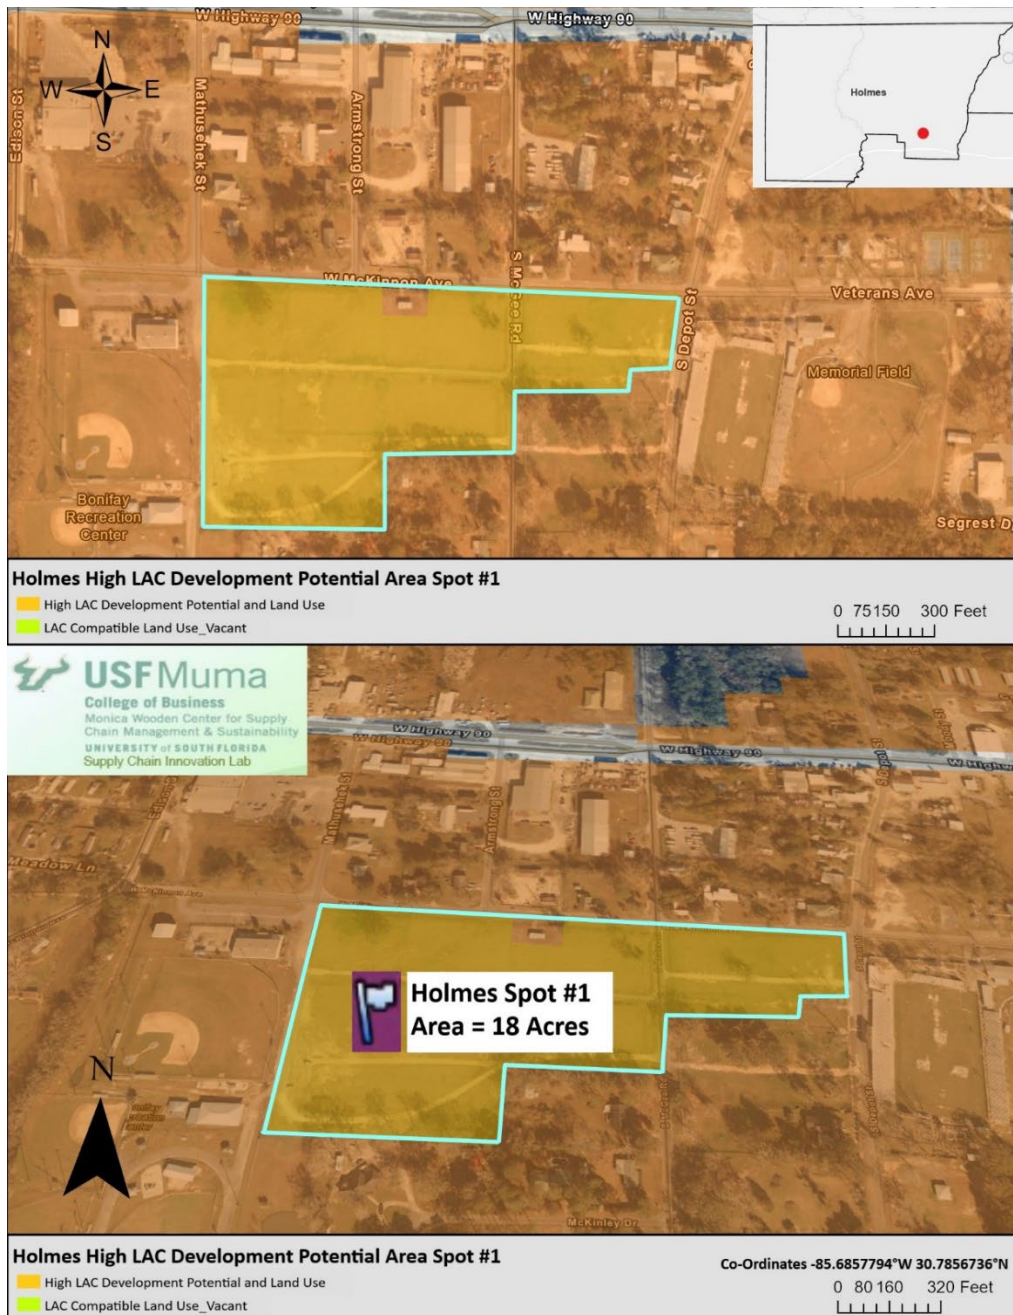 W Highway 90
W Highway 90
N
W
E
S
Edison St
Mathushek St
Armstrong St
Holmes
W McKinnon Ave
S McGee Rd
S Depot St
Veterans Ave
Memorial Field
Bonifay
Recreation
Center
Holmes High LAC Development Potential Area Spot #1
High LAC Development Potential and Land Use
LAC Compatible Land Use_Vacant
0 75 150 300 Feet
USF Muma
College of Business
Monica Wooden Center for Supply
Chain Management & Sustainability
UNIVERSITY of SOUTH FLORIDA
Supply Chain Innovation Lab
W Highway 90
W Highway 90
W Highway 90
Mathushek St
Armstrong St
Meadow Ln
W McKinnon Ave
Holmes Spot #1
Area = 18 Acres
N
McKinley Dr
Holmes High LAC Development Potential Area Spot #1
High LAC Development Potential and Land Use
LAC Compatible Land Use_Vacant
Co-Ordinates -85.6857794°W 30.7856736°N
0 80 160 320 Feet